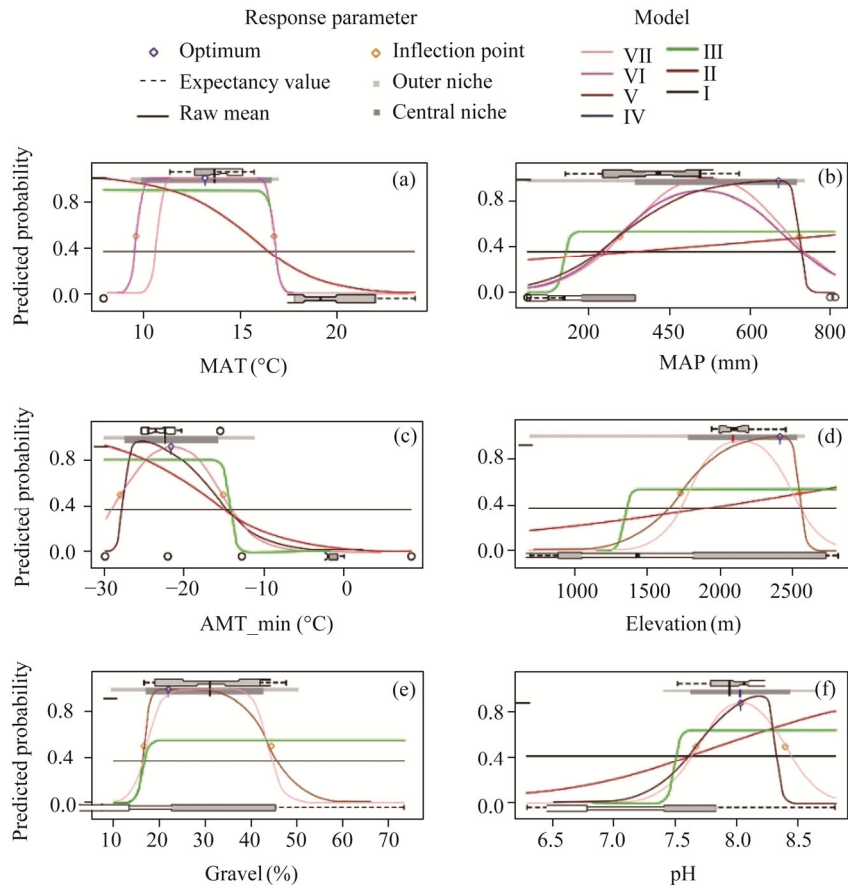 Response parameter
Model
Optimum
Inflection point
Expectancy value
Outer niche
Raw mean
Central niche
VII
III
VI
II
V
I
IV
(a)
Predicted probability
0.8
0.4
0.0
10
15
20
MAT (°C)
(b)
0.8
0.4
0.0
200
450
600
800
MAP (mm)
(c)
Predicted probability
0.8
0.4
0.0
−30
−20
−10
0
AMT_min (°C)
(d)
0.8
0.4
0.0
1000
1500
2000
2500
Elevation (m)
(e)
Predicted probability
0.8
0.4
0.0
10
20
30
40
50
60
70
Gravel (%)
(f)
0.8
0.4
0.0
6.5
7.0
7.5
8.0
8.5
pH